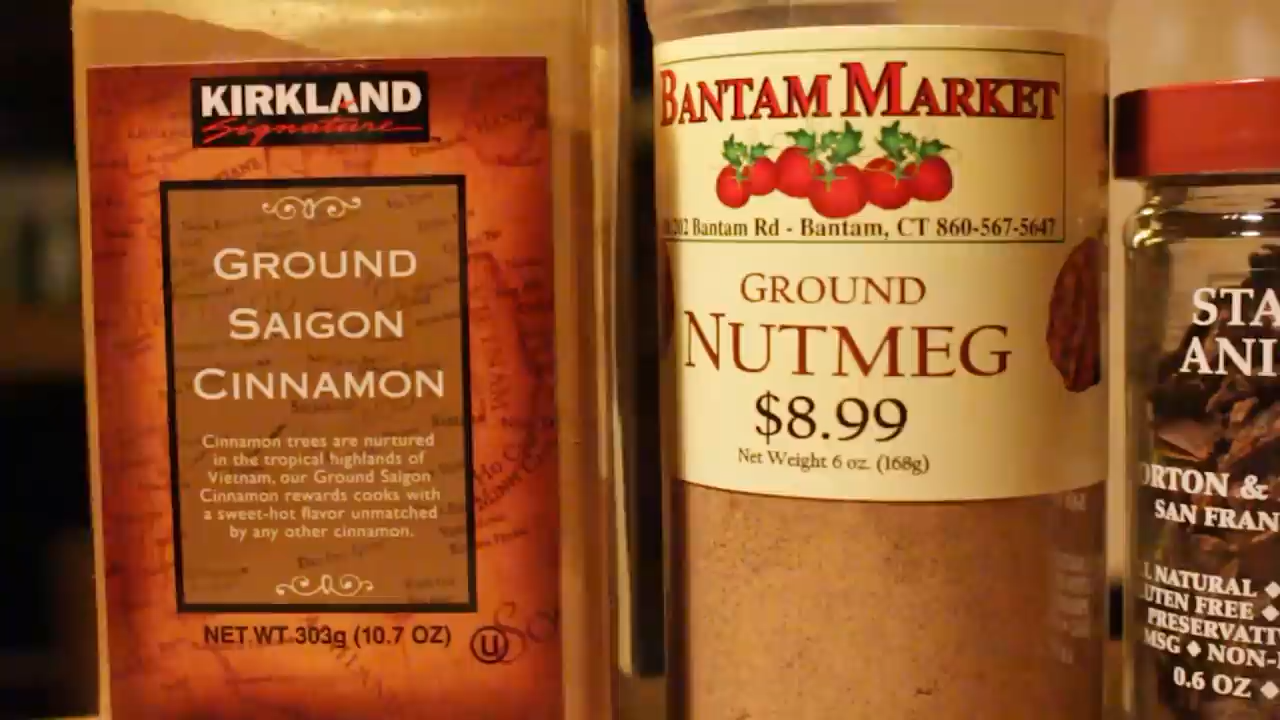 KIRKLAND
Signature
GROUND
SAIGON
CINNAMON
Cinnamon trees are nurtured
in the tropical highlands of
Vietnam, our Ground Saigon
Cinnamon rewards cooks with
a sweet-hot flavor unmatched
by any other cinnamon.
NET WT 303g (10.7 OZ)
U
BANTAM MARKET
202 Bantam Rd - Bantam, CT 860-567-5647
GROUND
NUTMEG
$8.99
Net Weight 6 oz. (168g)
STA
ANI
ORTON &
SAN FRAN
L NATURAL ◆
UTEN FREE ◆
PRESERVATI
MSG ◆ NON-
0.6 OZ ◆